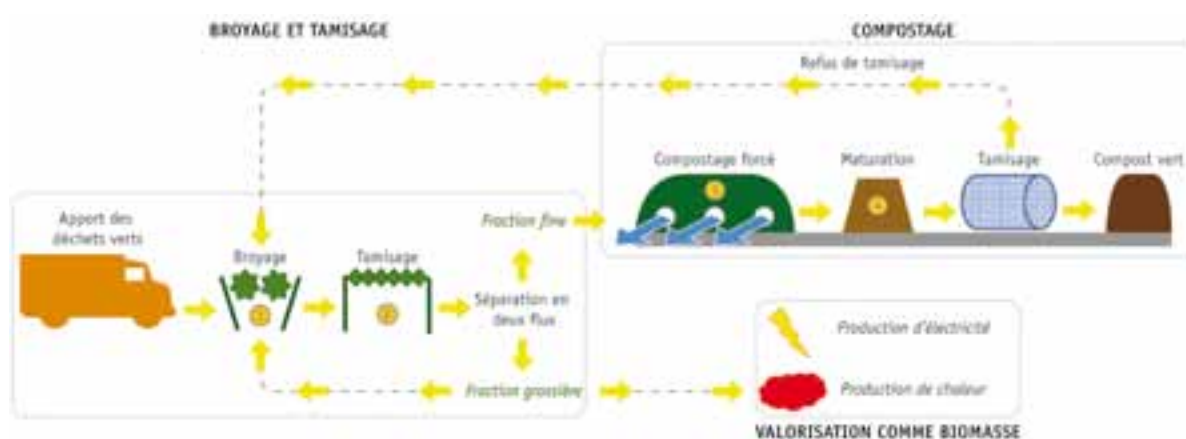 BROYAGE ET TAMISAGE
COMPOSTAGE
Refus de tamisage
Compostage forcé
Maturation
Tamisage
Compost vert
Apport des
déchets verts
Broyage
Tamisage
Fraction fine
Séparation en
deux flux
Fraction grossière
Production d'électricité
Production de chaleur
VALORISATION COMME BIOMASSE